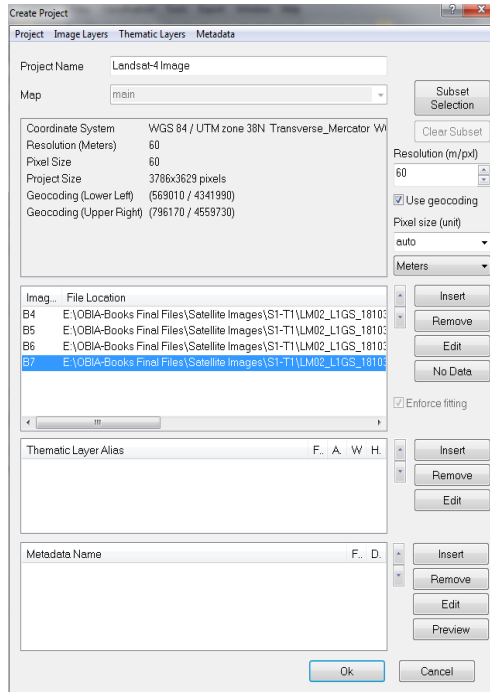 Create Project
Project Image Layers Thematic Layers Metadata
Project Name Landsat-4 Image
Map main
Subset Selection
Clear Subset
Coordinate System WGS 84 / UTM zone 38N Transverse_Mercator
Resolution (Meters) 60
Pixel Size 60
Project Size 3786x3629 pixels
Geocoding (Lower Left) (569010 / 4341990)
Geocoding (Upper Right) (796170 / 4559730)
Resolution (m/pxl)
60
Use geocoding
Pixel size (unit)
auto
Meters
Imag... File Location
B4 E:\OBIA-Books Final Files\Satellite Images\S1-T1\LM02_L1GS_18103
B5 E:\OBIA-Books Final Files\Satellite Images\S1-T1\LM02_L1GS_18103
B6 E:\OBIA-Books Final Files\Satellite Images\S1-T1\LM02_L1GS_18103
B7 E:\OBIA-Books Final Files\Satellite Images\S1-T1\LM02_L1GS_18103
Insert
Remove
Edit
No Data
Enforce fitting
Thematic Layer Alias F.. A. W H.
Insert
Remove
Edit
Metadata Name F.. D.
Insert
Remove
Edit
Preview
Ok Cancel